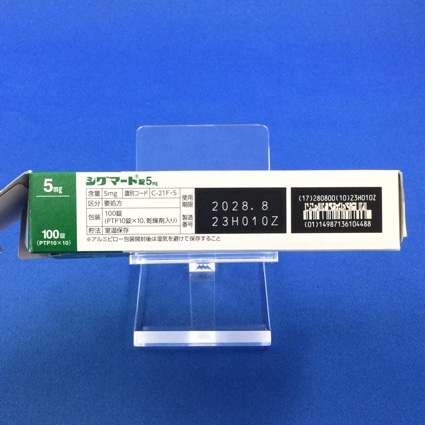 5mg
100錠
(PTP10×10)
シグマート錠5mg
含量 5mg 識別コード C-21F・5
区分 要処方
包装 100錠
(PTP10錠×10、乾燥剤入り)
貯法 室温保存
※アルミピロー包装開封後は湿気を避けて保存すること
使用期限 2028.8
製造番号 23H010Z
(17)280800(10)23H010Z
(01)14987136104488